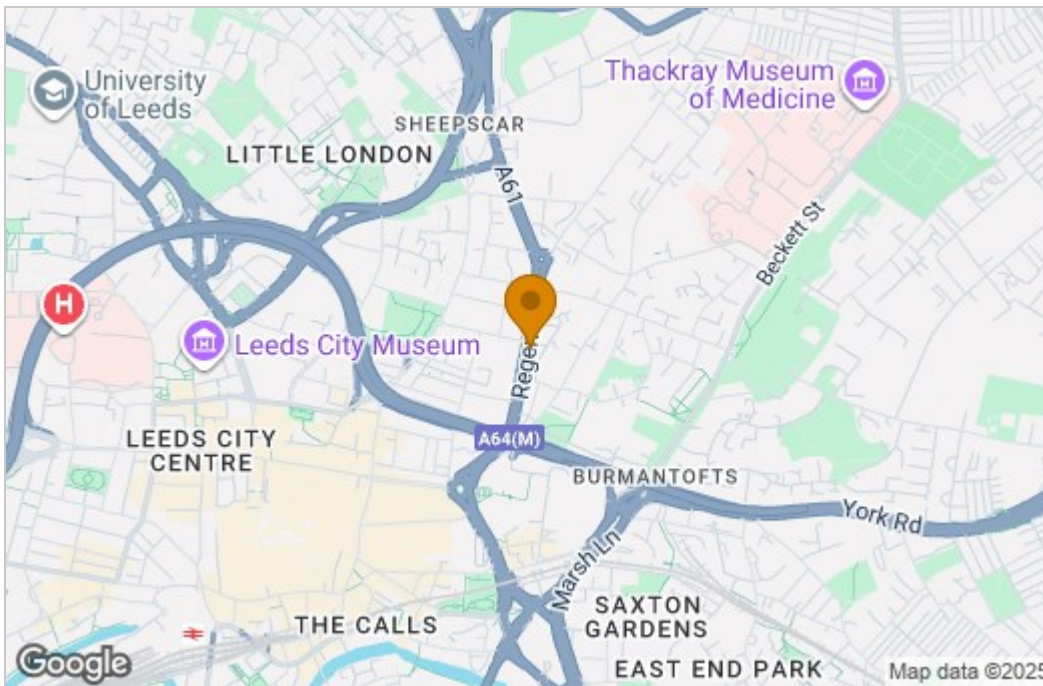 University
of Leeds
Thackray Museum
of Medicine
SHEEPSCAR
LITTLE LONDON
A61
Beckett St
H
Leeds City Museum
Regen
A64(M)
LEEDS CITY
CENTRE
BURMANTOFTS
York Rd
Marsh Ln
SAXTON
GARDENS
THE CALLS
EAST END PARK
Google
Map data ©2025